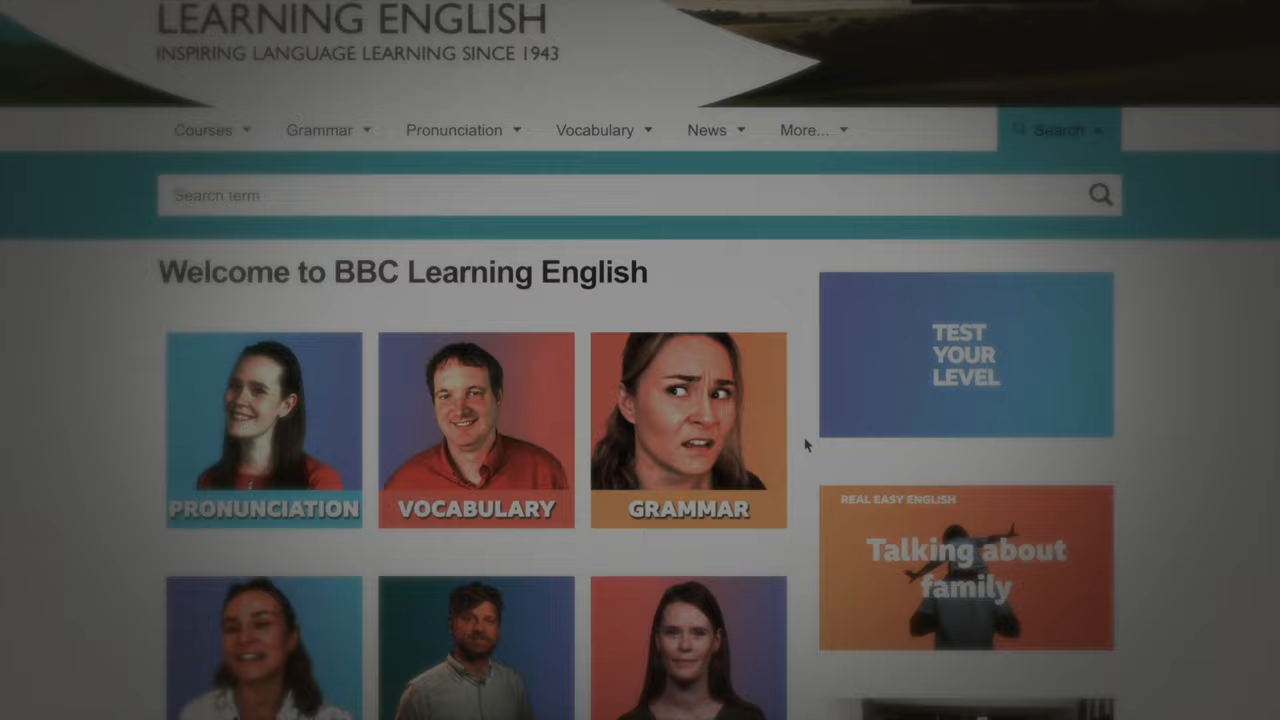 LEARNING ENGLISH
INSPIRING LANGUAGE LEARNING SINCE 1943
Courses
Grammar
Pronunciation
Vocabulary
News
More...
Search
Search term
Welcome to BBC Learning English
PRONUNCIATION
VOCABULARY
GRAMMAR
TEST
YOUR
LEVEL
REAL EASY ENGLISH
Talking about
family